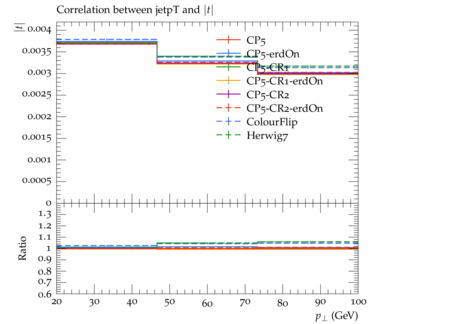 Correlation between jetpT and |t|
|t|
0.004
0.0035
0.003
0.0025
0.002
0.0015
0.001
0.0005
0
CP5
CP5-erdOn
CP5-CR1
CP5-CR1-erdOn
CP5-CR2
CP5-CR2-erdOn
ColourFlip
Herwig7
Ratio
1.3
1.2
1.1
1
0.9
0.8
0.7
0.6
20 30 40 50 60 70 80 90 100
p⊥ (GeV)